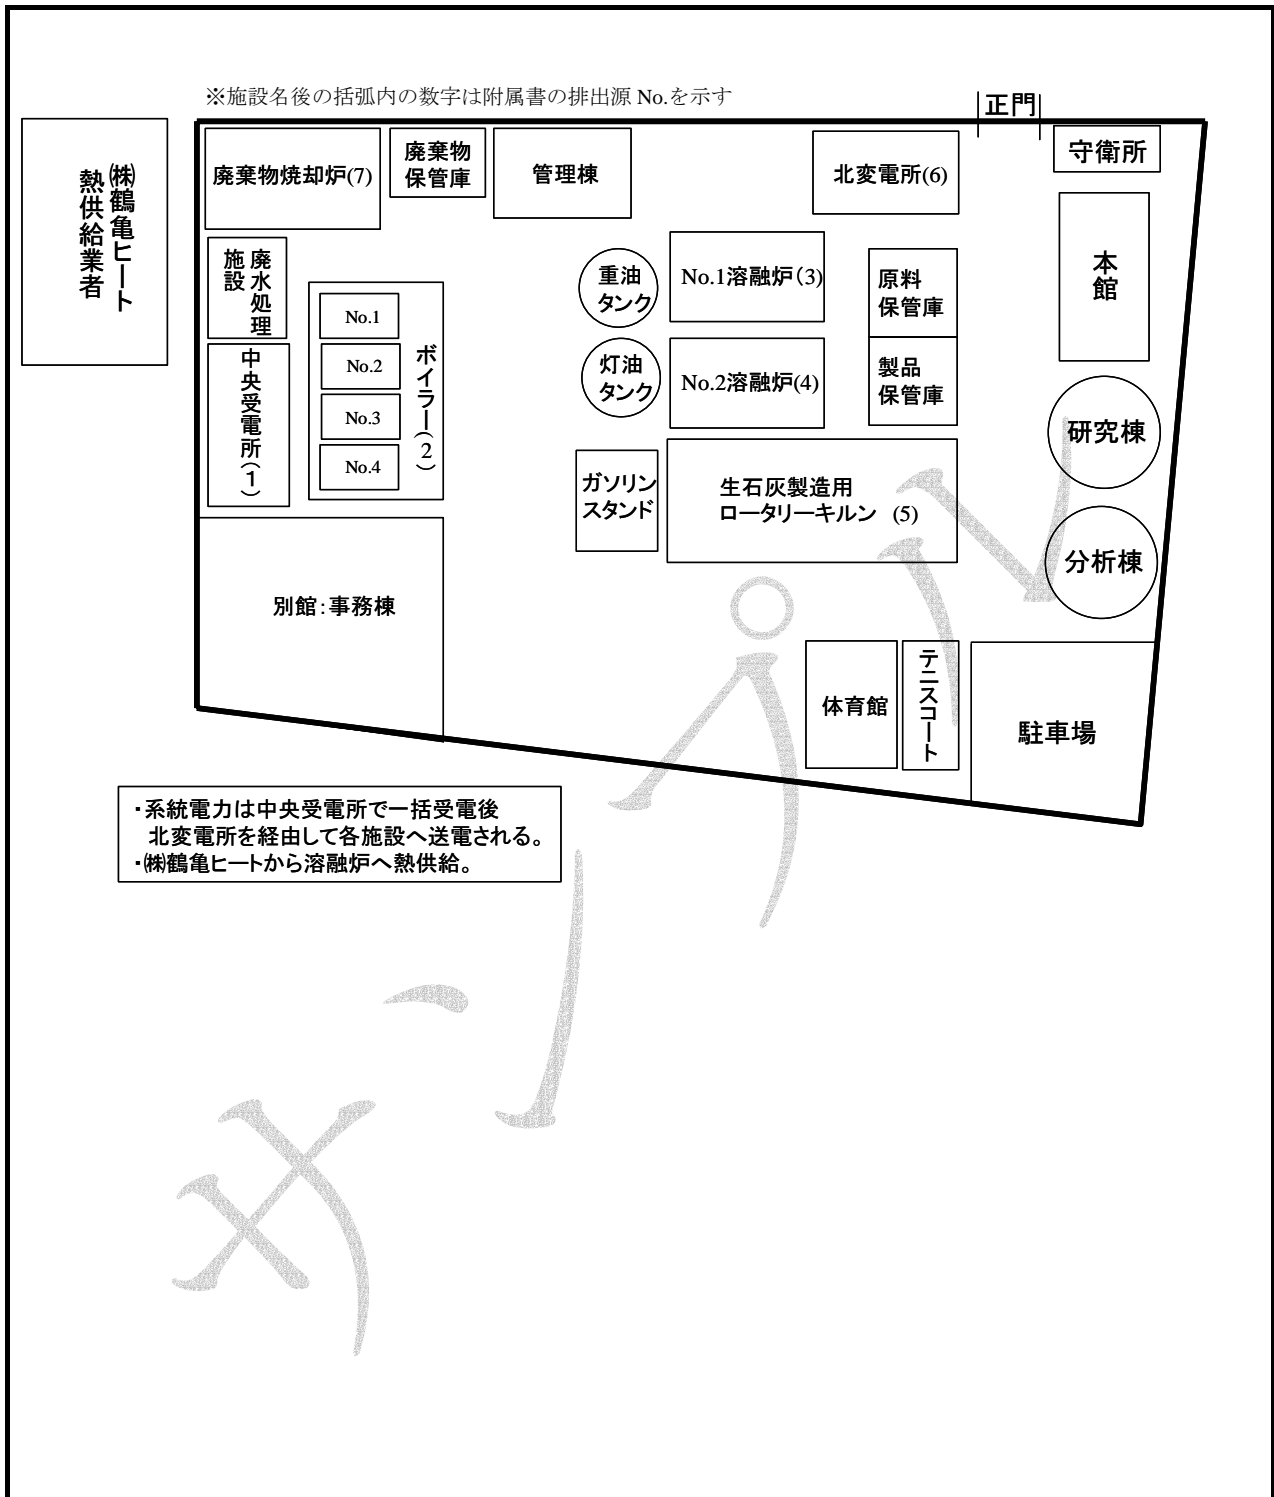 ※施設名後の括弧内の数字は附属書の排出源 No.を示す
正門
㈱鶴亀ヒート
熱供給業者
廃棄物焼却炉(7)
廃棄物
保管庫
管理棟
北変電所(6)
守衛所
本館
廃水処理
施設
No.1
No.2
No.3
No.4
ボイラー(2)
中央受電所(1)
重油
タンク
灯油
タンク
No.1溶融炉(3)
No.2溶融炉(4)
原料
保管庫
製品
保管庫
研究棟
分析棟
ガソリン
スタンド
生石灰製造用
ロータリーキルン (5)
別館:事務棟
体育館
テニスコート
駐車場
・系統電力は中央受電所で一括受電後
北変電所を経由して各施設へ送電される。
・㈱鶴亀ヒートから溶融炉へ熱供給。